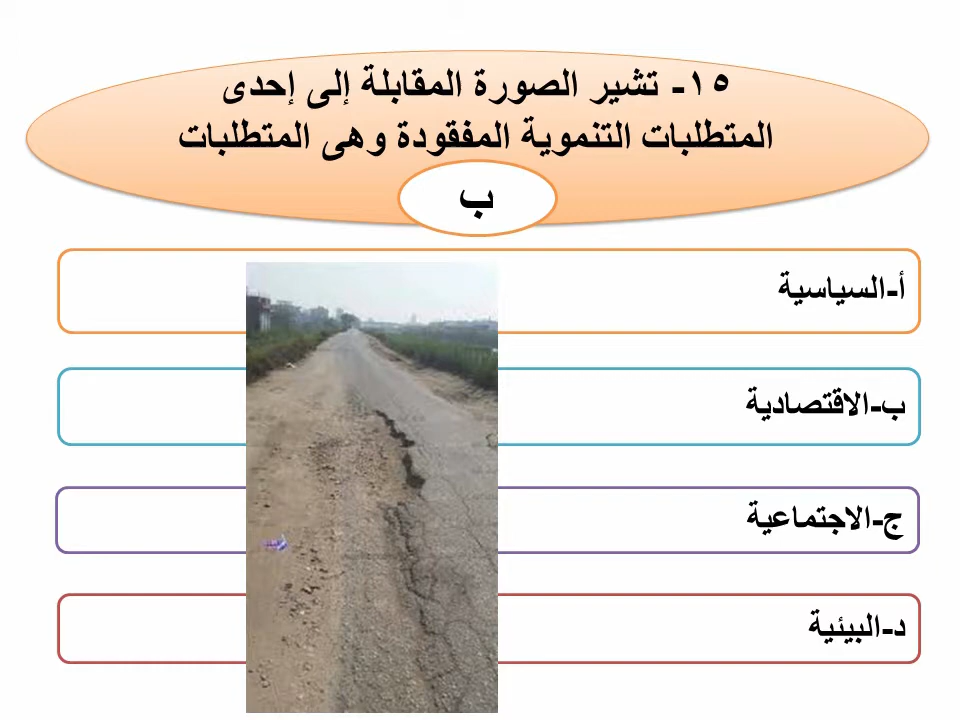 ١٥- تشير الصورة المقابلة إلى إحدى
المتطلبات التنموية المفقودة وهى المتطلبات
ب
أ-السياسية
ب-الاقتصادية
ج-الاجتماعية
د-البيئية